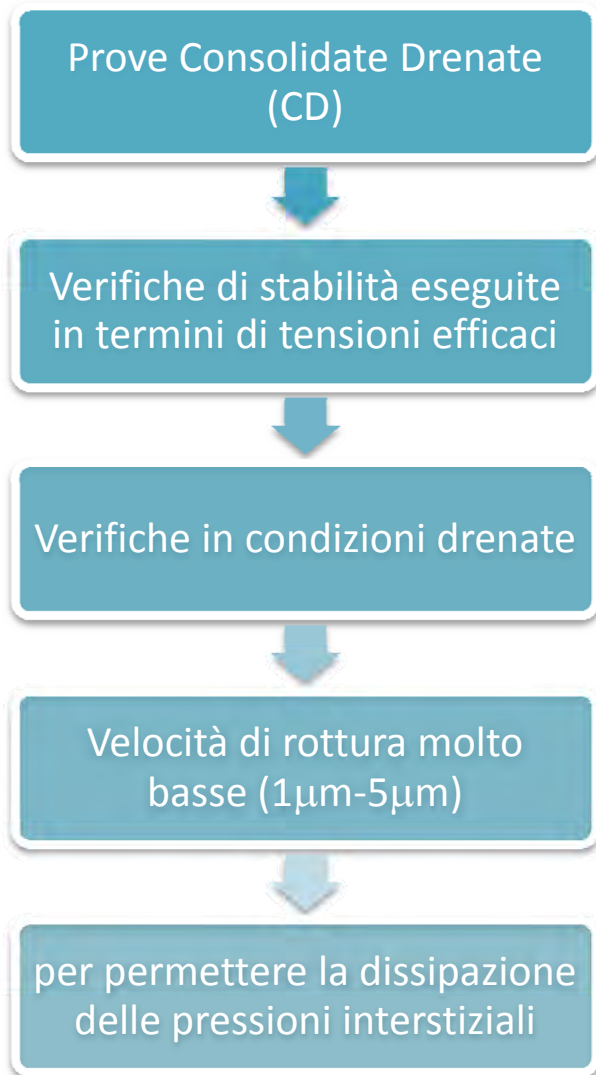 Prove Consolidate Drenate
(CD)
Verifiche di stabilità eseguite
in termini di tensioni efficaci
Verifiche in condizioni drenate
Velocità di rottura molto
basse (1μm-5μm)
per permettere la dissipazione
delle pressioni interstiziali